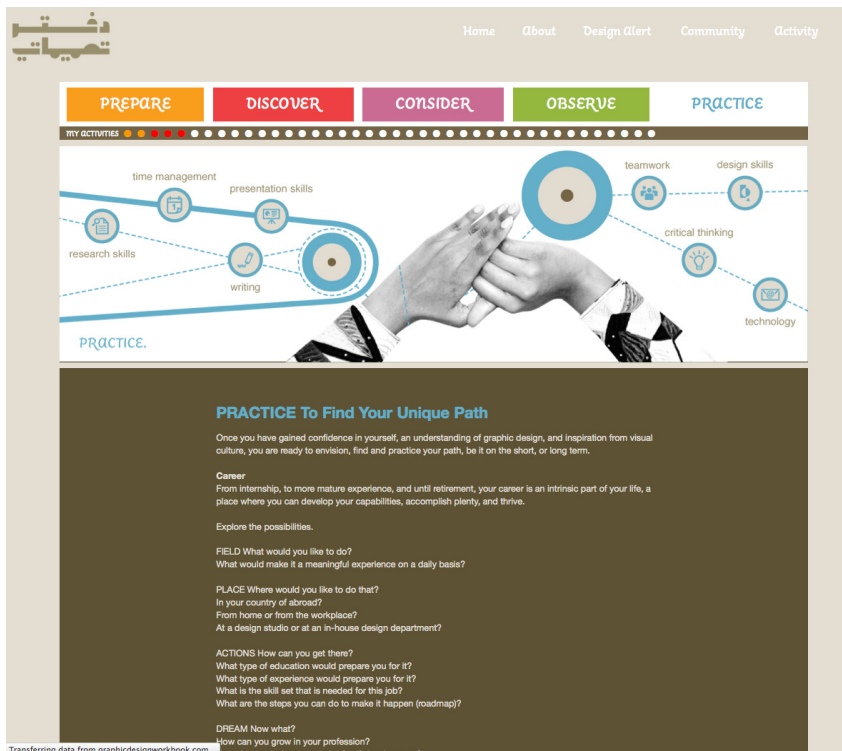 دفتر
Home About Design Alert Community Activity
PREPARE DISCOVER CONSIDER OBSERVE PRACTICE
MY ACTIVITIES
time management
presentation skills
research skills
writing
teamwork
design skills
critical thinking
technology
PRACTICE.
PRACTICE To Find Your Unique Path
Once you have gained confidence in yourself, an understanding of graphic design, and inspiration from visual
culture, you are ready to envision, find and practice your path, be it on the short, or long term.
Career
From internship, to more mature experience, and until retirement, your career is an intrinsic part of your life, a
place where you can develop your capabilities, accomplish plenty, and thrive.
Explore the possibilities.
FIELD What would you like to do?
What would make it a meaningful experience on a daily basis?
PLACE Where would you like to do that?
In your country of abroad?
From home or from the workplace?
At a design studio or at an in-house design department?
ACTIONS How can you get there?
What type of education would prepare you for it?
What type of experience would prepare you for it?
What is the skill set that is needed for this job?
What are the steps you can do to make it happen (roadmap)?
DREAM Now what?
How can you grow in your profession?
Transferring data from graphicdesignworkbook.com